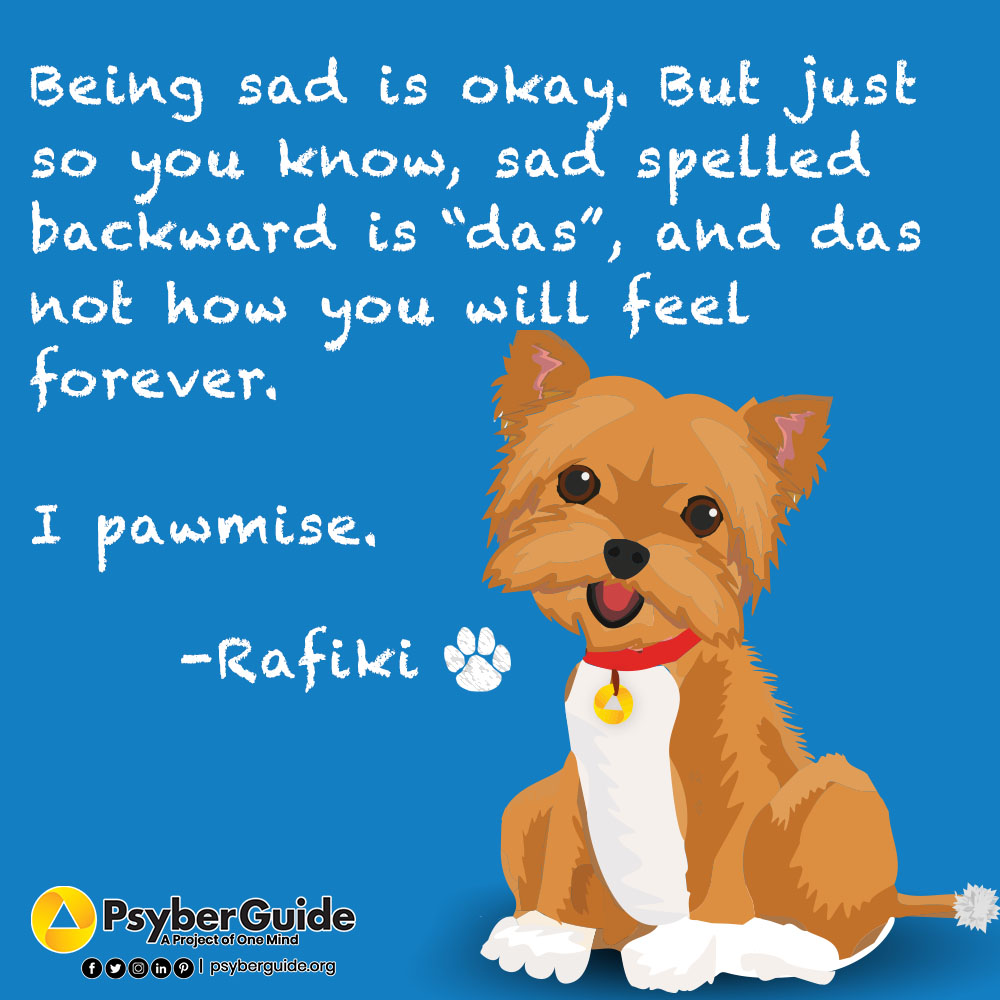 Being sad is okay. But just
so you know, sad spelled
backward is “das”, and das
not how you will feel
forever.
I pawmise.
-Rafiki
PsyberGuide
A Project of One Mind
| psyberguide.org